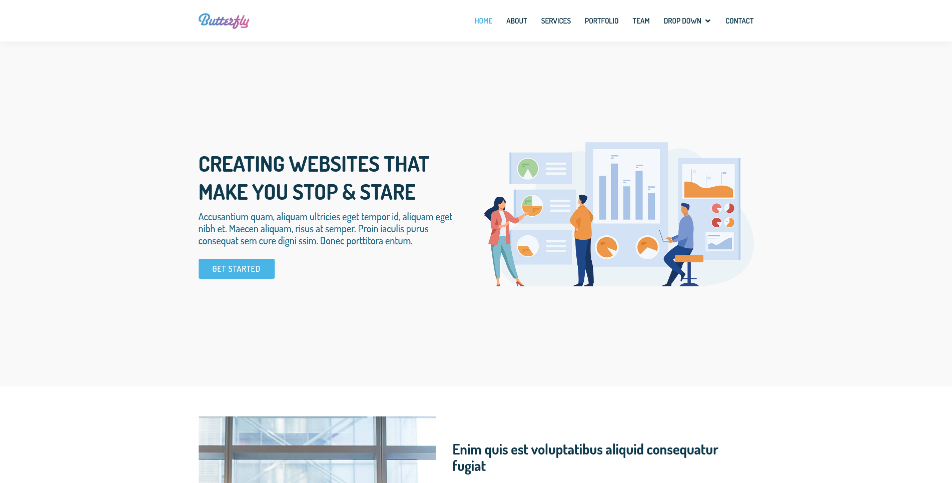 Butterfly
HOME
ABOUT
SERVICES
PORTFOLIO
TEAM
DROP DOWN
CONTACT
CREATING WEBSITES THAT
MAKE YOU STOP & STARE
Accusantium quam, aliquam ultricies eget tempor id, aliquam eget
nibh et. Maecen aliquam, risus at semper. Proin iaculis purus
consequat sem cure digni ssim. Donec porttitora entum.
GET STARTED
Enim quis est voluptatibus aliquid consequatur
fugiat